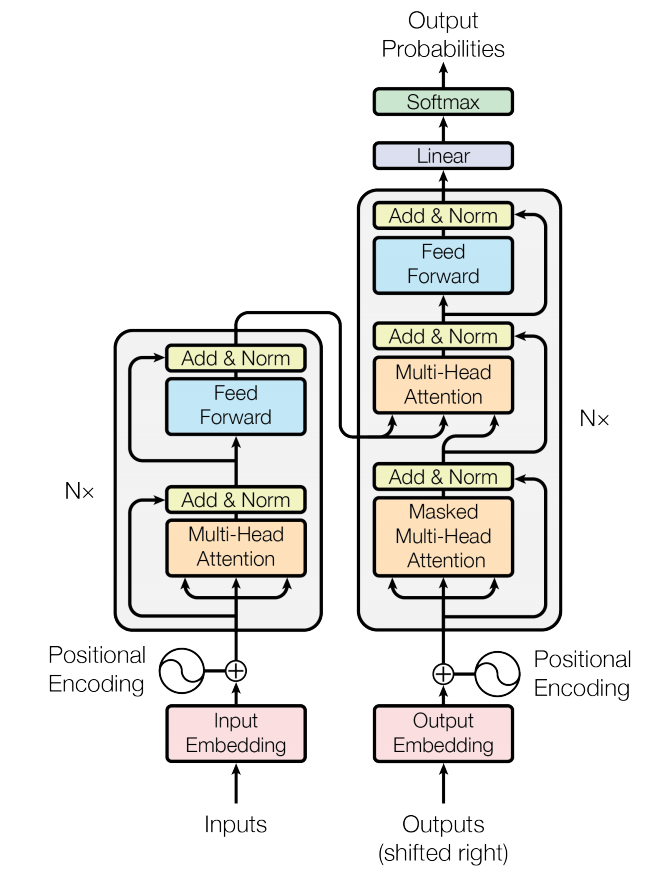 Output
Probabilities
Softmax
Linear
Add & Norm
Feed
Forward
Add & Norm
Multi-Head
Attention
Add & Norm
Masked
Multi-Head
Attention
N×
Add & Norm
Feed
Forward
Add & Norm
Multi-Head
Attention
N×
Positional
Encoding
Positional
Encoding
Input
Embedding
Output
Embedding
Inputs
Outputs
(shifted right)